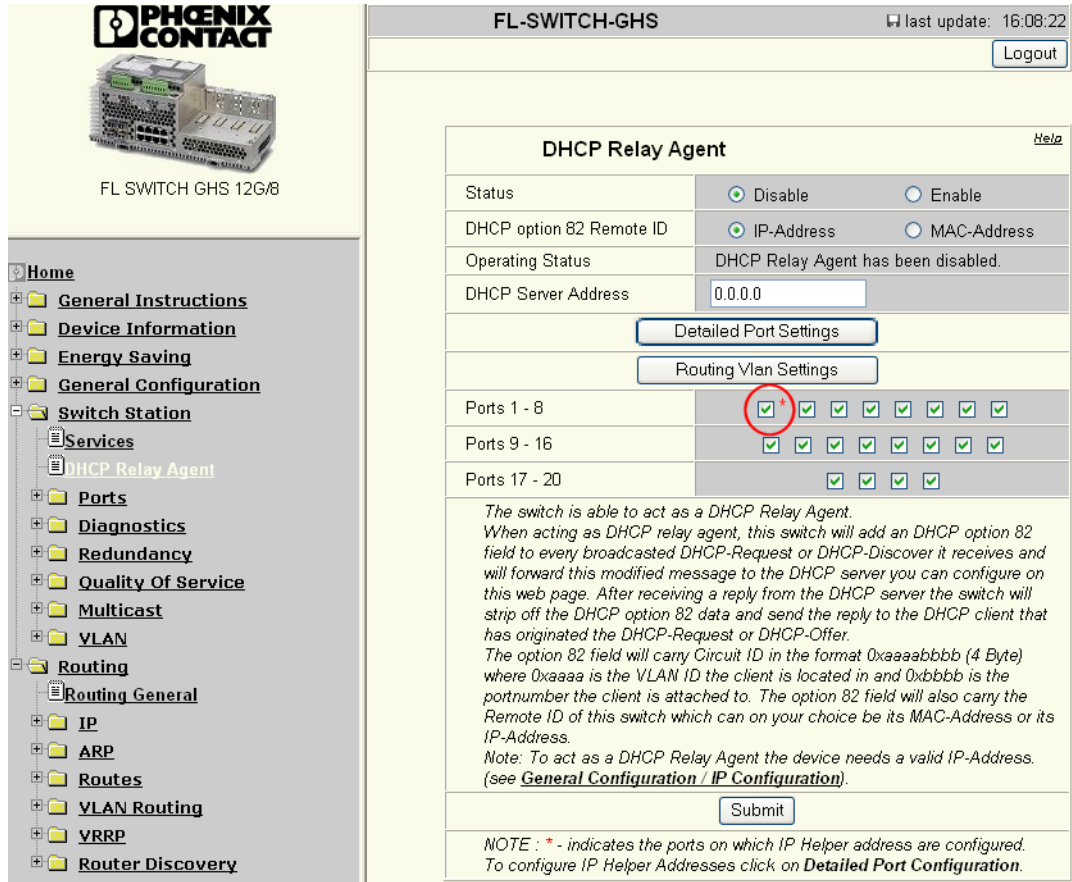 PHŒNIX
CONTACT
FL SWITCH GHS 12G/8
Home
General Instructions
Device Information
Energy Saving
General Configuration
Switch Station
Services
DHCP Relay Agent
Ports
Diagnostics
Redundancy
Quality Of Service
Multicast
VLAN
Routing
Routing General
IP
ARP
Routes
VLAN Routing
VRRP
Router Discovery
FL-SWITCH-GHS last update: 16:08:22
Logout
DHCP Relay Agent Help
Status Disable Enable
DHCP option 82 Remote ID IP-Address MAC-Address
Operating Status DHCP Relay Agent has been disabled.
DHCP Server Address 0.0.0.0
Detailed Port Settings
Routing Vlan Settings
Ports 1 - 8 *
Ports 9 - 16
Ports 17 - 20
The switch is able to act as a DHCP Relay Agent.
When acting as DHCP relay agent, this switch will add an DHCP option 82
field to every broadcasted DHCP-Request or DHCP-Discover it receives and
will forward this modified message to the DHCP server you can configure on
this web page. After receiving a reply from the DHCP server the switch will
strip off the DHCP option 82 data and send the reply to the DHCP client that
has originated the DHCP-Request or DHCP-Offer.
The option 82 field will carry Circuit ID in the format 0xaaaabbbb (4 Byte)
where 0xaaaa is the VLAN ID the client is located in and 0xbbbb is the
portnumber the client is attached to. The option 82 field will also carry the
Remote ID of this switch which can on your choice be its MAC-Address or its
IP-Address.
Note: To act as a DHCP Relay Agent the device needs a valid IP-Address.
(see General Configuration / IP Configuration).
Submit
NOTE : * - indicates the ports on which IP Helper address are configured.
To configure IP Helper Addresses click on Detailed Port Configuration.